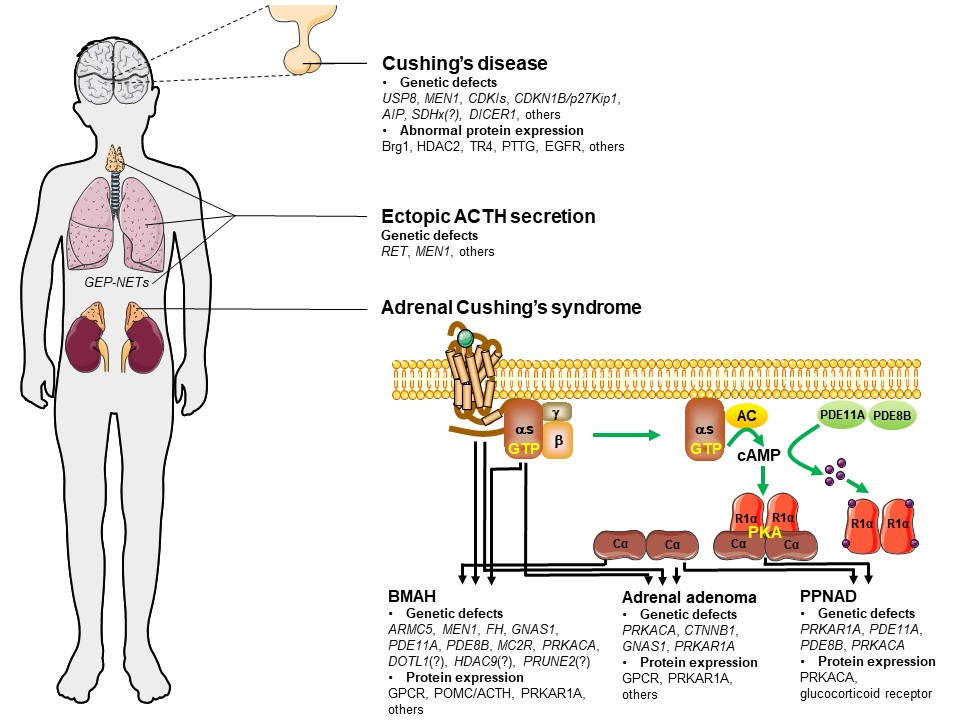 Cushing's disease
• Genetic defects
USP8, MEN1, CDKIs, CDKN1B/p27Kip1,
AIP, SDHx(?), DICER1, others
• Abnormal protein expression
Brg1, HDAC2, TR4, PTTG, EGFR, others
Ectopic ACTH secretion
Genetic defects
RET, MEN1, others
GEP-NETs
Adrenal Cushing's syndrome
αs
GTP
γ
β
αs
GTP
AC
cAMP
PDE11A
PDE8B
R1α
R1α
PKA
Cα
Cα
Cα
Cα
R1α
R1α
BMAH
• Genetic defects
ARMC5, MEN1, FH, GNAS1,
PDE11A, PDE8B, MC2R, PRKACA,
DOTL1(?), HDAC9(?), PRUNE2(?)
• Protein expression
GPCR, POMC/ACTH, PRKAR1A,
others
Adrenal adenoma
• Genetic defects
PRKACA, CTNNB1,
GNAS1, PRKAR1A
• Protein expression
GPCR, PRKAR1A,
others
PPNAD
• Genetic defects
PRKAR1A, PDE11A,
PDE8B, PRKACA
• Protein expression
PRKACA,
glucocorticoid receptor